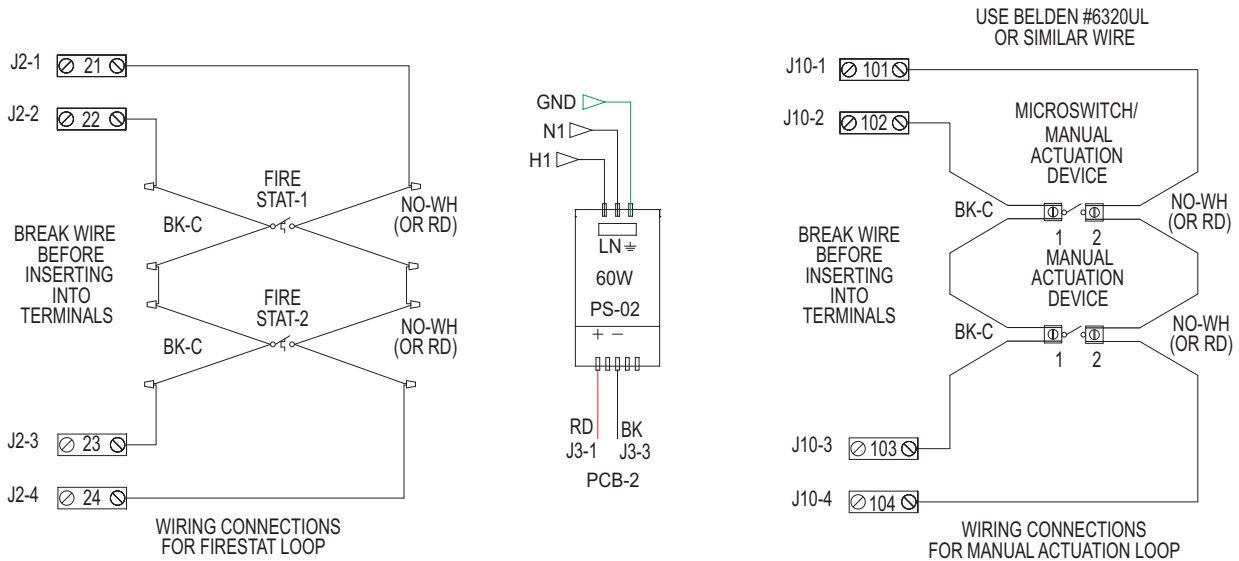 J2-1
21
J2-2
22
FIRE
STAT-1
BK-C
NO-WH
(OR RD)
BREAK WIRE
BEFORE
INSERTING
INTO
TERMINALS
FIRE
STAT-2
BK-C
NO-WH
(OR RD)
J2-3
23
J2-4
24
WIRING CONNECTIONS
FOR FIRESTAT LOOP
GND
N1
H1
LN
60W
PS-02
+ −
RD
BK
J3-1
J3-3
PCB-2
USE BELDEN #6320UL
OR SIMILAR WIRE
J10-1
101
J10-2
102
MICROSWITCH/
MANUAL
ACTUATION
DEVICE
BK-C
NO-WH
(OR RD)
1 2
BREAK WIRE
BEFORE
INSERTING
INTO
TERMINALS
MANUAL
ACTUATION
DEVICE
BK-C
NO-WH
(OR RD)
1 2
J10-3
103
J10-4
104
WIRING CONNECTIONS
FOR MANUAL ACTUATION LOOP